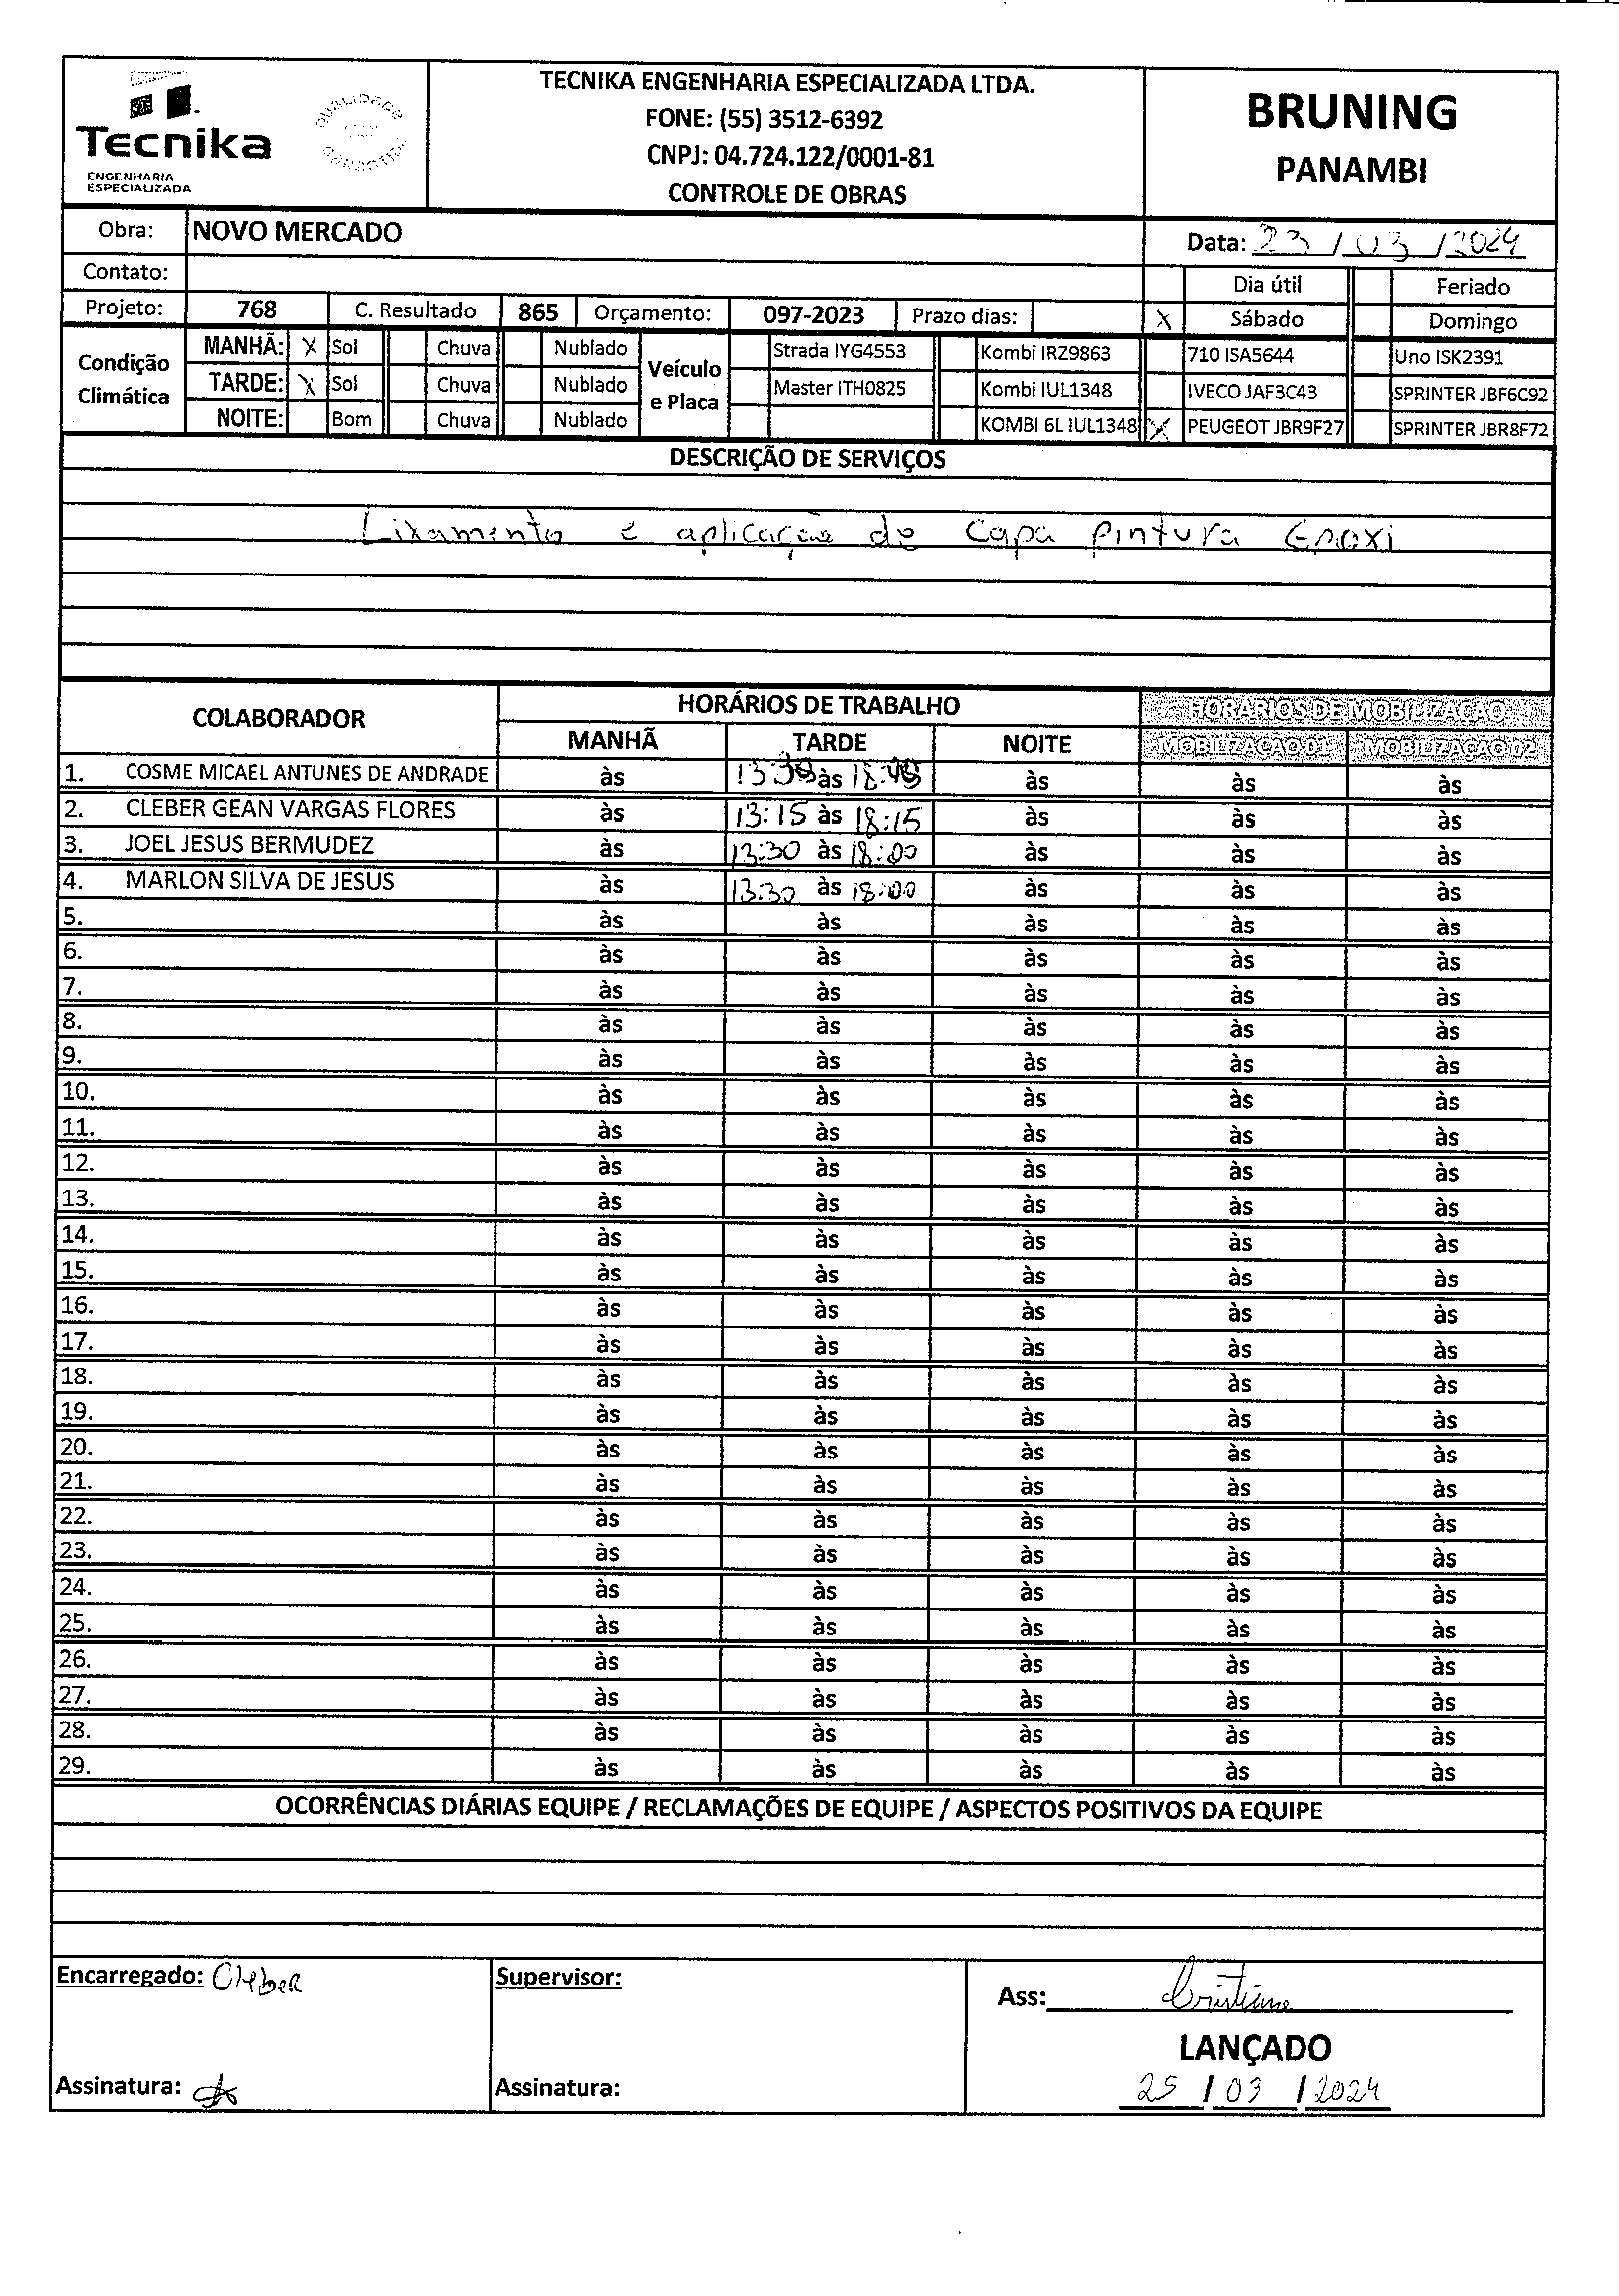 TECNIKA ENGENHARIA ESPECIALIZADA LTDA.
FONE: (55) 3512-6392
CNPJ: 04.724.122/0001-81
CONTROLE DE OBRAS
Tecnika
ENGENHARIA
ESPECIALIZADA
BRUNING
PANAMBI
Obra: NOVO MERCADO
Data: 23 / 03 / 2024
Contato:
Dia útil Feriado
Projeto: 768 C. Resultado 865 Orçamento: 097-2023 Prazo dias: X Sábado Domingo
Condição Climática
MANHÃ: X Sol Chuva Nublado
TARDE: X Sol Chuva Nublado
NOITE: Bom Chuva Nublado
Veículo e Placa
Strada IYG4553 Kombi IRZ9863 710 ISA5644 Uno ISK2391
Master ITH0825 Kombi IUL1348 IVECO JAF3C43 SPRINTER JBF6C92
KOMBI 6L IUL1348 X PEUGEOT JBR9F27 SPRINTER JBR8F72
DESCRIÇÃO DE SERVIÇOS
Lixamento e aplicação de Capa pintura Epoxi
COLABORADOR HORÁRIOS DE TRABALHO HORÁRIOS DE MOBILIZAÇÃO
MANHÃ TARDE NOITE MOBILIZAÇÃO 01 MOBILIZAÇÃO 02
1. COSME MICAEL ANTUNES DE ANDRADE às 13:30 às às às às
2. CLEBER GEAN VARGAS FLORES às 13:15 às 18:15 às às às
3. JOEL JESUS BERMUDEZ às 13:30 às 18:00 às às às
4. MARLON SILVA DE JESUS às 13:30 às 18:00 às às às
5. às às às às às
6. às às às às às
7. às às às às às
8. às às às às às
9. às às às às às
10. às às às às às
11. às às às às às
12. às às às às às
13. às às às às às
14. às às às às às
15. às às às às às
16. às às às às às
17. às às às às às
18. às às às às às
19. às às às às às
20. às às às às às
21. às às às às às
22. às às às às às
23. às às às às às
24. às às às às às
25. às às às às às
26. às às às às às
27. às às às às às
28. às às às às às
29. às às às às às
OCORRÊNCIAS DIÁRIAS EQUIPE / RECLAMAÇÕES DE EQUIPE / ASPECTOS POSITIVOS DA EQUIPE
Encarregado: Cleber Supervisor:
Ass: Cristiane
LANÇADO
Assinatura: Assinatura:
25 / 03 / 2024